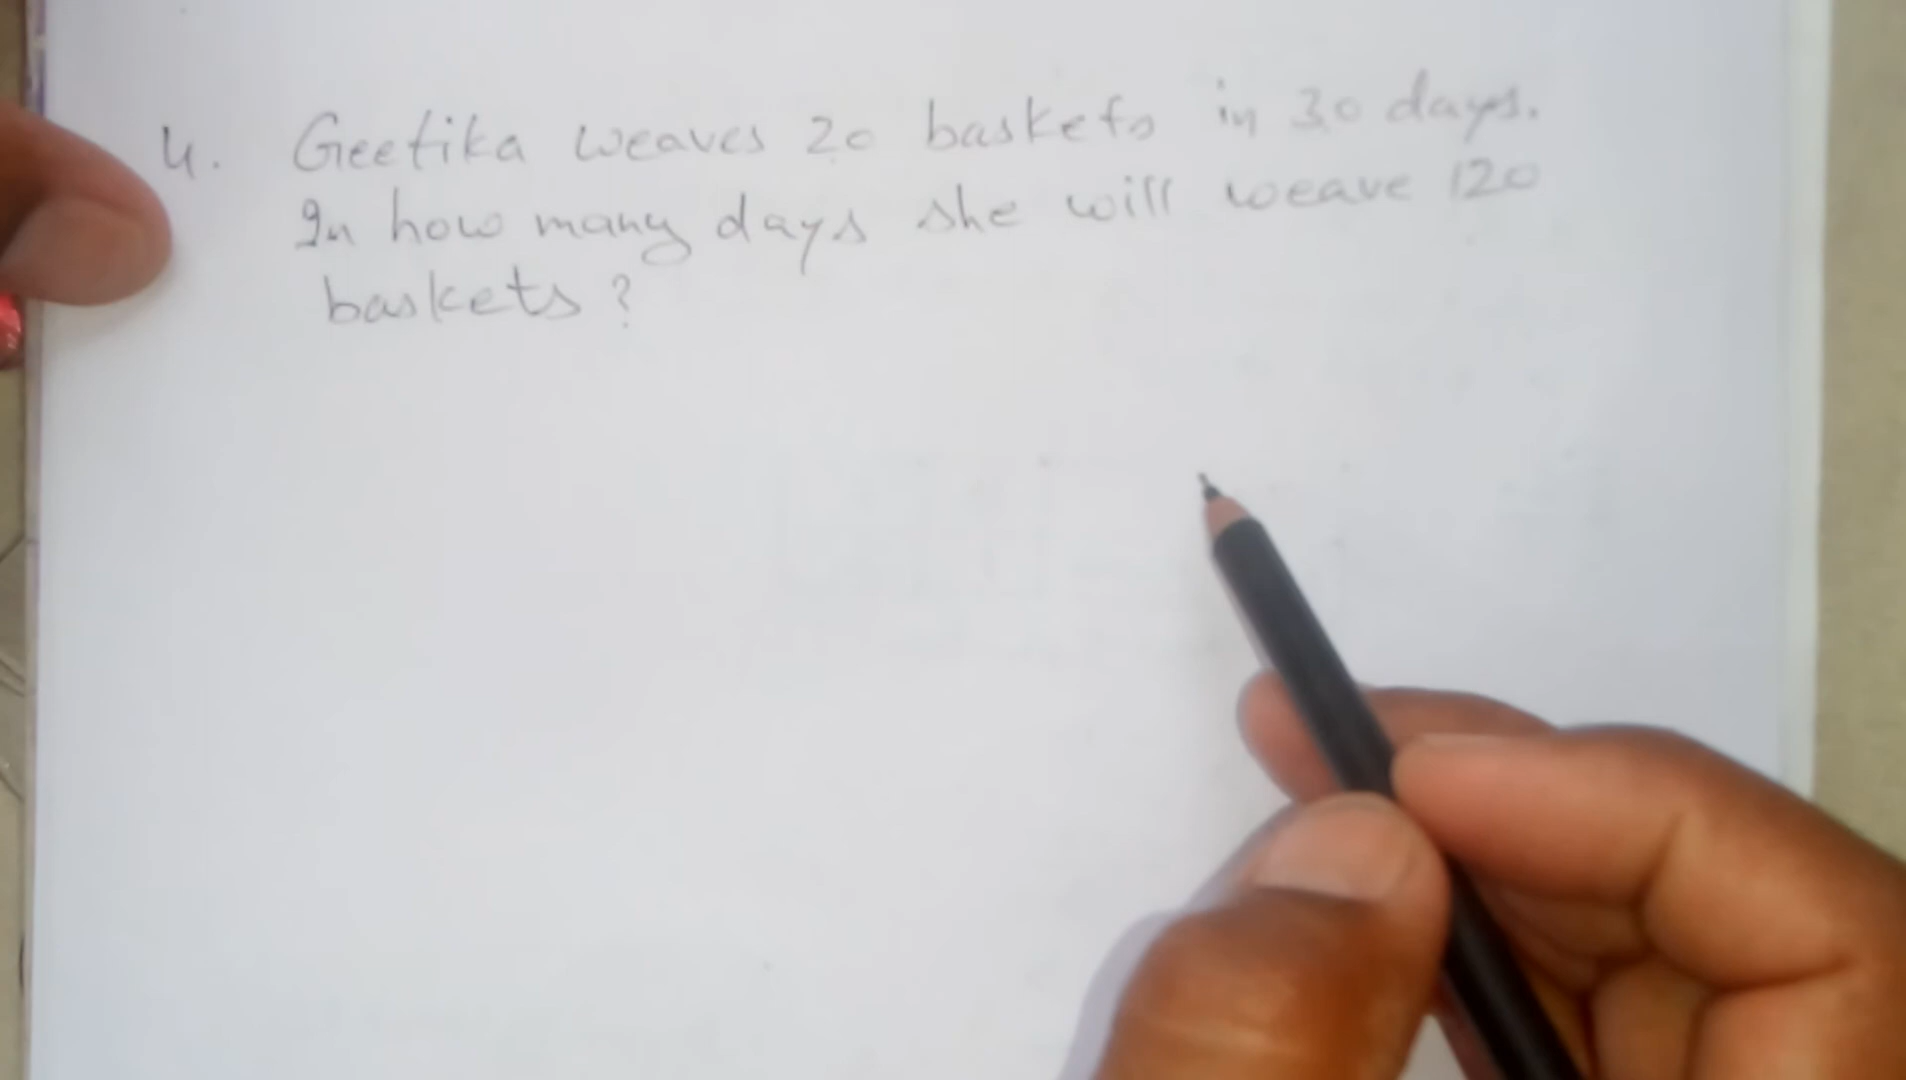 4. Geetika weaves 20 baskets in 30 days.
In how many days she will weave 120
baskets?